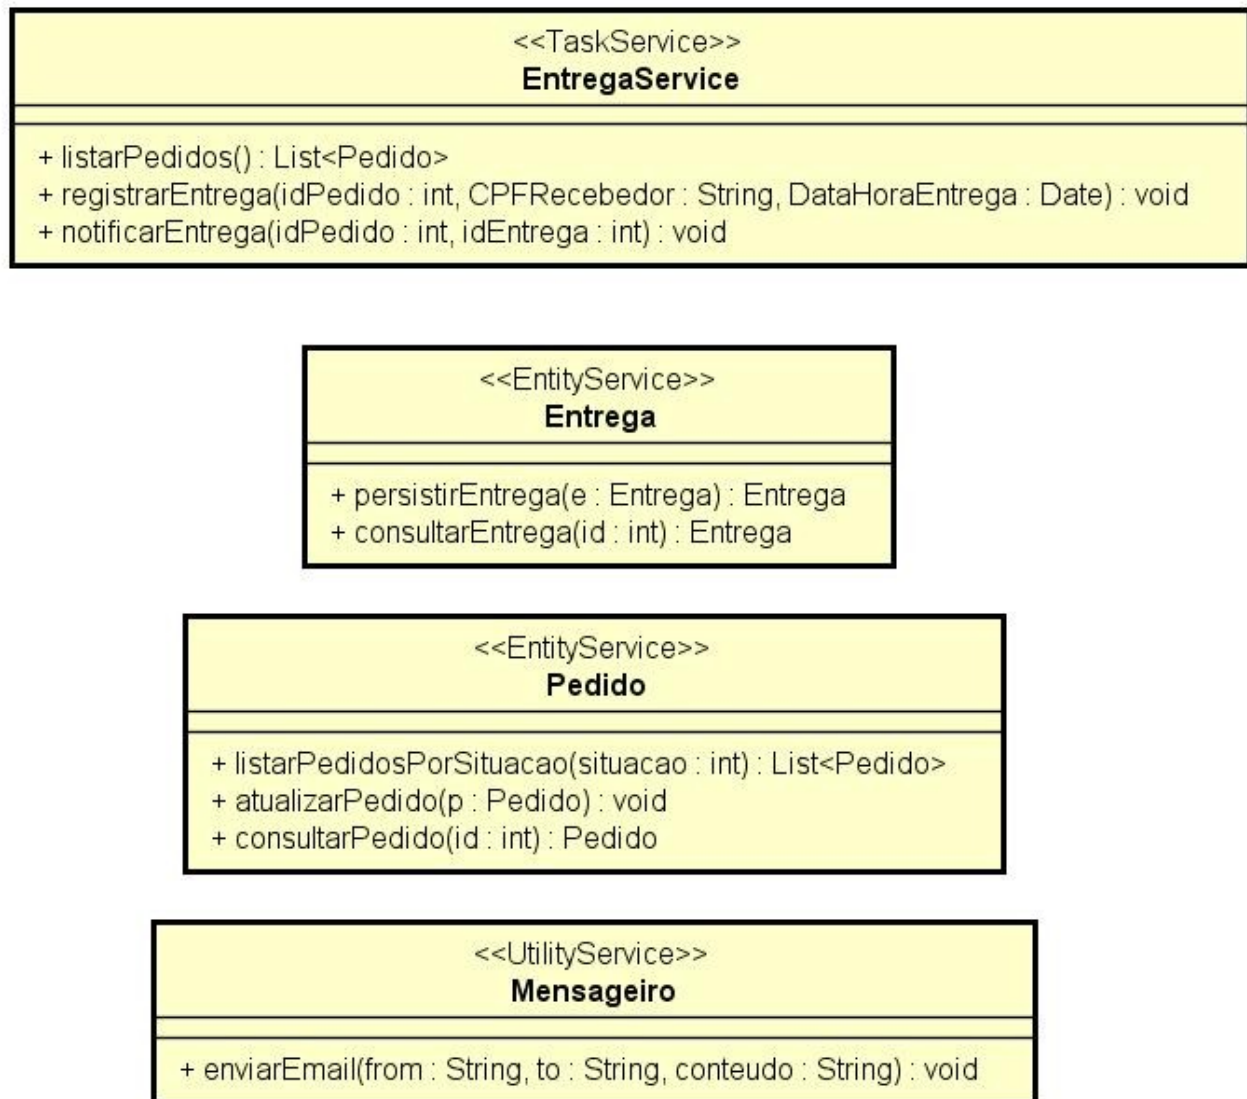 <<TaskService>>
EntregaService
+ listarPedidos() : List<Pedido>
+ registrarEntrega(idPedido : int, CPFRecebedor : String, DataHoraEntrega : Date) : void
+ notificarEntrega(idPedido : int, idEntrega : int) : void
<<EntityService>>
Entrega
+ persistirEntrega(e : Entrega) : Entrega
+ consultarEntrega(id : int) : Entrega
<<EntityService>>
Pedido
+ listarPedidosPorSituacao(situacao : int) : List<Pedido>
+ atualizarPedido(p : Pedido) : void
+ consultarPedido(id : int) : Pedido
<<UtilityService>>
Mensageiro
+ enviarEmail(from : String, to : String, conteudo : String) : void